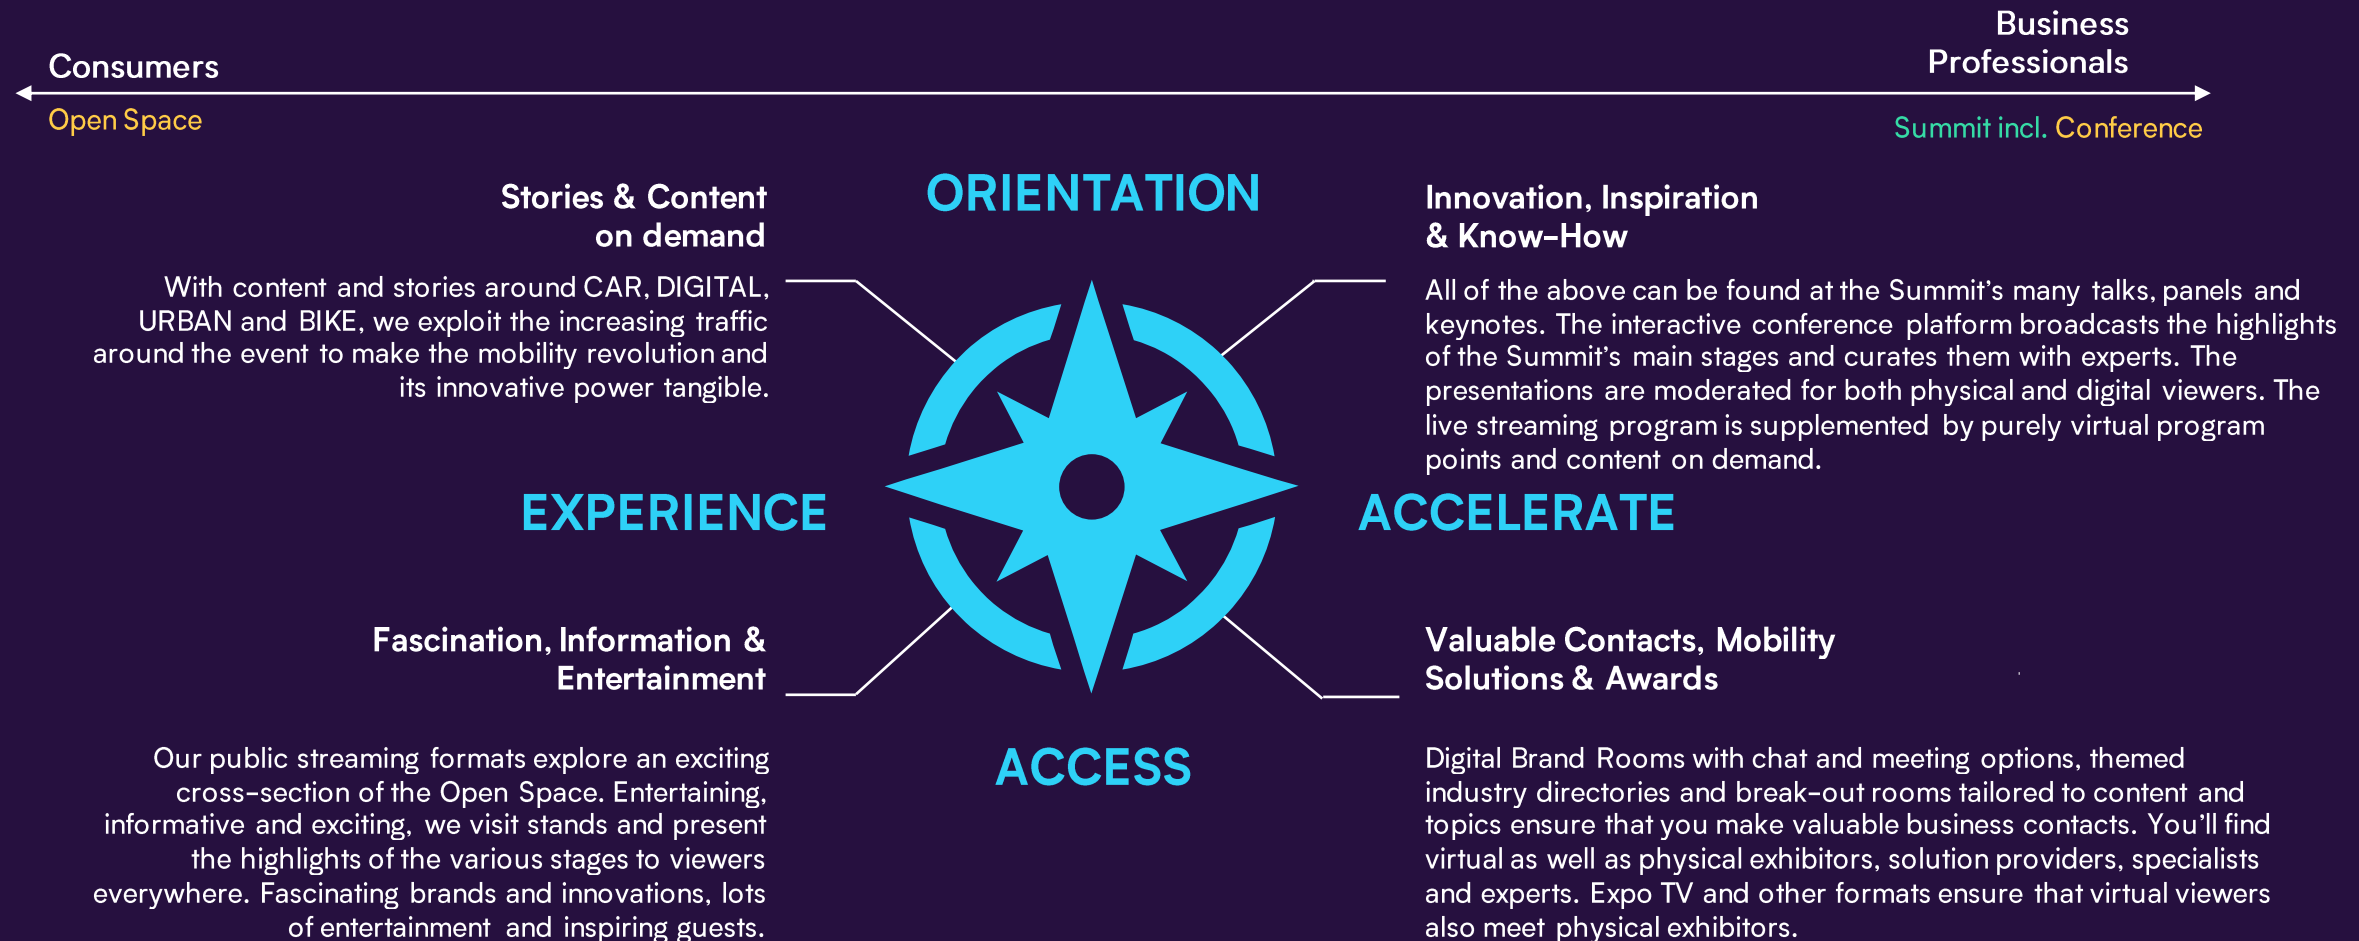 Consumers
Business
Professionals
Open Space
Summit incl. Conference
Stories & Content
on demand
With content and stories around CAR, DIGITAL,
URBAN and BIKE, we exploit the increasing traffic
around the event to make the mobility revolution and
its innovative power tangible.
ORIENTATION
Innovation, Inspiration
& Know-How
All of the above can be found at the Summit's many talks, panels and
keynotes. The interactive conference platform broadcasts the highlights
of the Summit's main stages and curates them with experts. The
presentations are moderated for both physical and digital viewers. The
live streaming program is supplemented by purely virtual program
points and content on demand.
EXPERIENCE
ACCELERATE
Fascination, Information &
Entertainment
Our public streaming formats explore an exciting
cross-section of the Open Space. Entertaining,
informative and exciting, we visit stands and present
the highlights of the various stages to viewers
everywhere. Fascinating brands and innovations, lots
of entertainment and inspiring guests.
ACCESS
Valuable Contacts, Mobility
Solutions & Awards
Digital Brand Rooms with chat and meeting options, themed
industry directories and break-out rooms tailored to content and
topics ensure that you make valuable business contacts. You'll find
virtual as well as physical exhibitors, solution providers, specialists
and experts. Expo TV and other formats ensure that virtual viewers
also meet physical exhibitors.